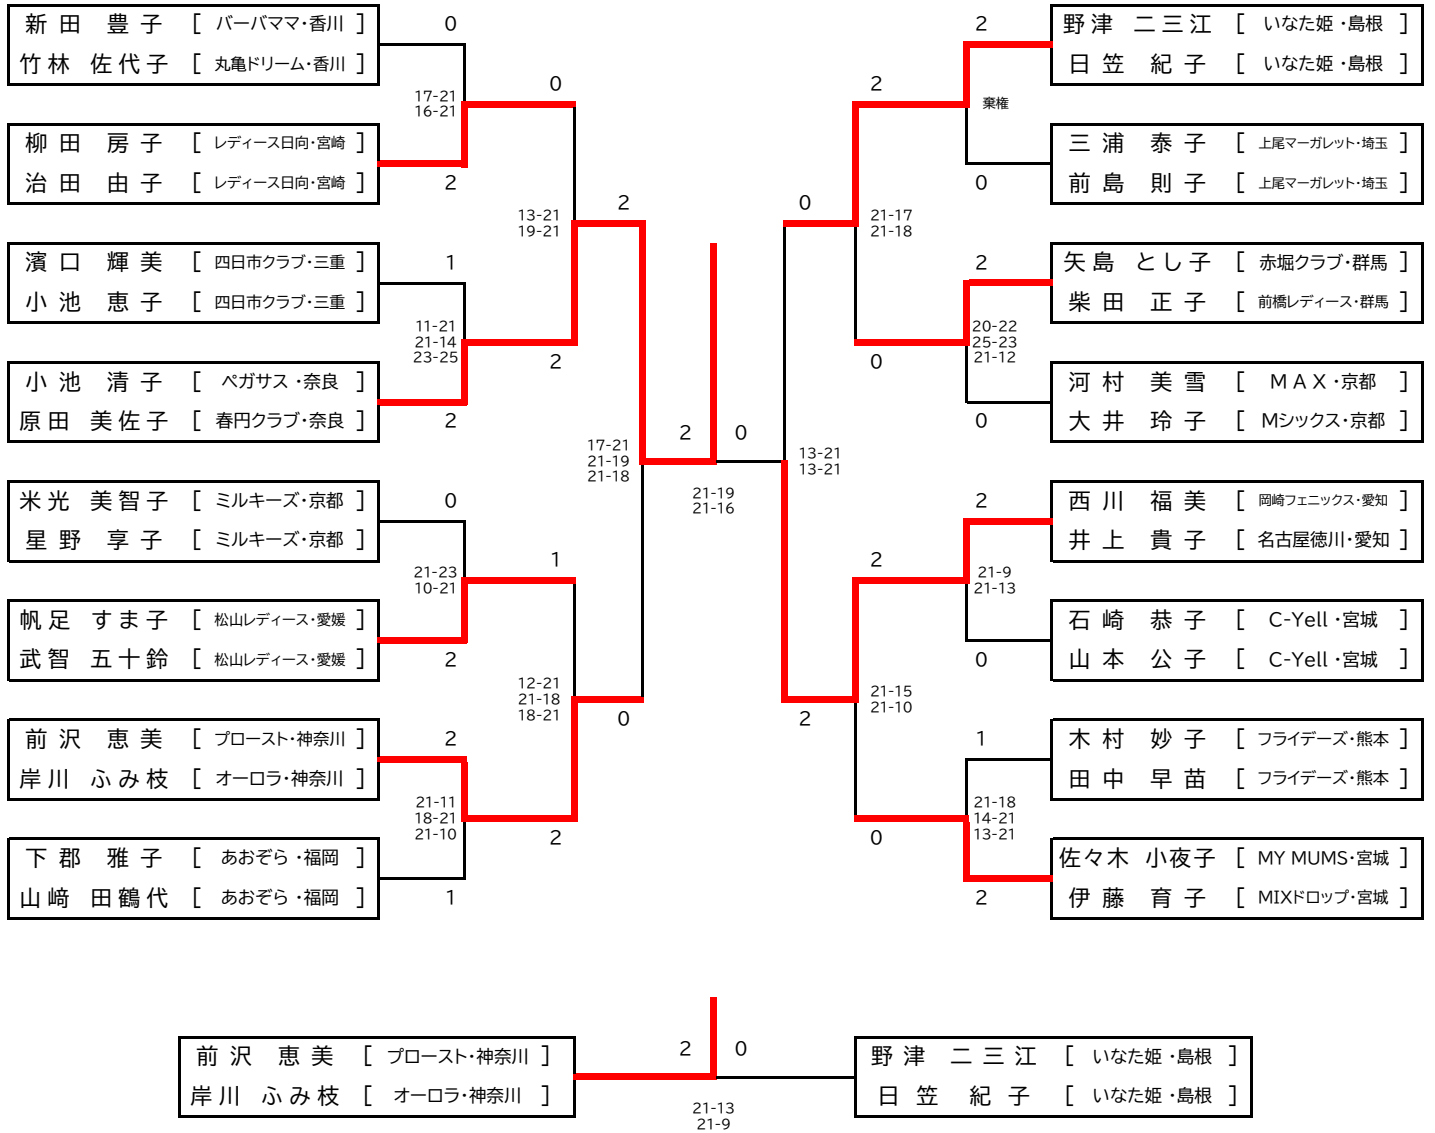 新田 豊子 [ バーバママ・香川 ]
竹林 佐代子 [ 丸亀ドリーム・香川 ]
0
17-21
16-21
柳田 房子 [ レディース日向・宮崎 ]
治田 由子 [ レディース日向・宮崎 ]
2
0
13-21
19-21
濱口 輝美 [ 四日市クラブ・三重 ]
小池 恵子 [ 四日市クラブ・三重 ]
1
11-21
21-14
23-25
小池 清子 [ ペガサス ・奈良 ]
原田 美佐子 [ 春円クラブ・奈良 ]
2
2
2
17-21
21-19
21-18
米光 美智子 [ ミルキーズ・京都 ]
星野 享子 [ ミルキーズ・京都 ]
0
21-23
10-21
帆足 すま子 [ 松山レディース・愛媛 ]
武智 五十鈴 [ 松山レディース・愛媛 ]
2
1
12-21
21-18
18-21
前沢 恵美 [ プロースト・神奈川 ]
岸川 ふみ枝 [ オーロラ・神奈川 ]
2
21-11
18-21
21-10
下郡 雅子 [ あおぞら ・福岡 ]
山﨑 田鶴代 [ あおぞら ・福岡 ]
1
2
0
2 0
21-19
21-16
野津 二三江 [ いなた姫 ・島根 ]
日笠 紀子 [ いなた姫 ・島根 ]
2
棄権
三浦 泰子 [ 上尾マーガレット・埼玉 ]
前島 則子 [ 上尾マーガレット・埼玉 ]
0
2
21-17
21-18
矢島 とし子 [ 赤堀クラブ・群馬 ]
柴田 正子 [ 前橋レディース・群馬 ]
2
20-22
25-23
21-12
河村 美雪 [ ＭＡＸ・京都 ]
大井 玲子 [ Mシックス・京都 ]
0
0
0
13-21
13-21
西川 福美 [ 岡崎フェニックス・愛知 ]
井上 貴子 [ 名古屋徳川・愛知 ]
2
21-9
21-13
石崎 恭子 [ C-Yell ・宮城 ]
山本 公子 [ C-Yell ・宮城 ]
0
2
21-15
21-10
木村 妙子 [ フライデーズ・熊本 ]
田中 早苗 [ フライデーズ・熊本 ]
1
21-18
14-21
13-21
佐々木 小夜子 [ MY MUMS・宮城 ]
伊藤 育子 [ MIXドロップ・宮城 ]
2
0
2
前沢 恵美 [ プロースト・神奈川 ]
岸川 ふみ枝 [ オーロラ・神奈川 ]
2 0
21-13
21-9
野津 二三江 [ いなた姫 ・島根 ]
日笠 紀子 [ いなた姫 ・島根 ]